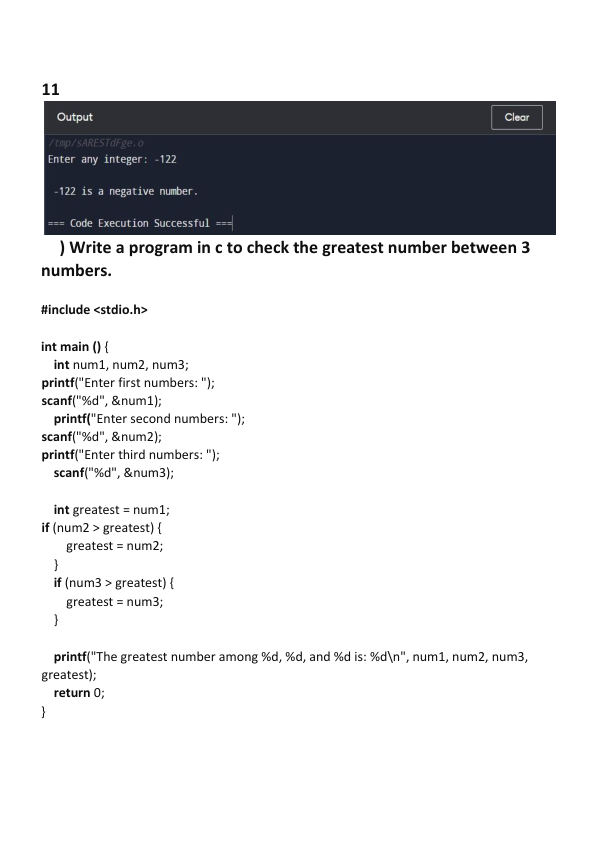 11
Output
Clear
/tmp/sARESTdFge.o
Enter any integer: -122
-122 is a negative number.
=== Code Execution Successful ===
) Write a program in c to check the greatest number between 3
numbers.
#include <stdio.h>
int main () {
int num1, num2, num3;
printf("Enter first numbers: ");
scanf("%d", &num1);
printf("Enter second numbers: ");
scanf("%d", &num2);
printf("Enter third numbers: ");
scanf("%d", &num3);
int greatest = num1;
if (num2 > greatest) {
greatest = num2;
}
if (num3 > greatest) {
greatest = num3;
}
printf("The greatest number among %d, %d, and %d is: %d\n", num1, num2, num3,
greatest);
return 0;
}